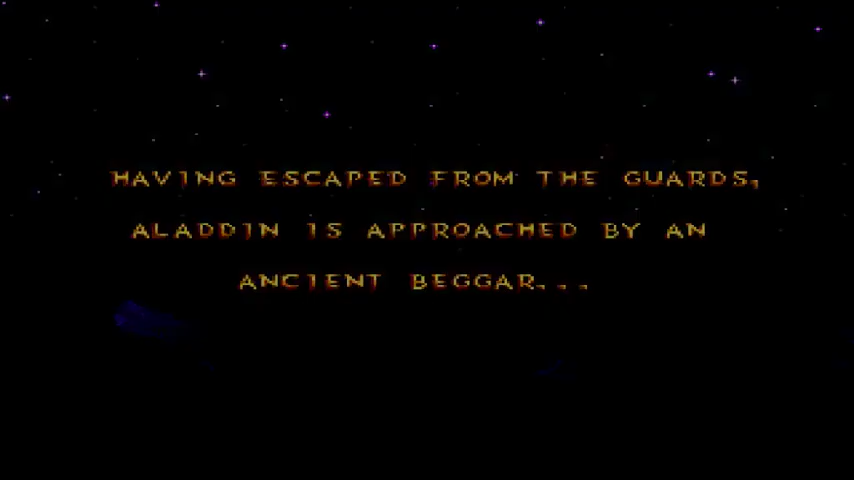 HAVING ESCAPED FROM THE GUARDS,
ALADDIN IS APPROACHED BY AN
ANCIENT BEGGAR...